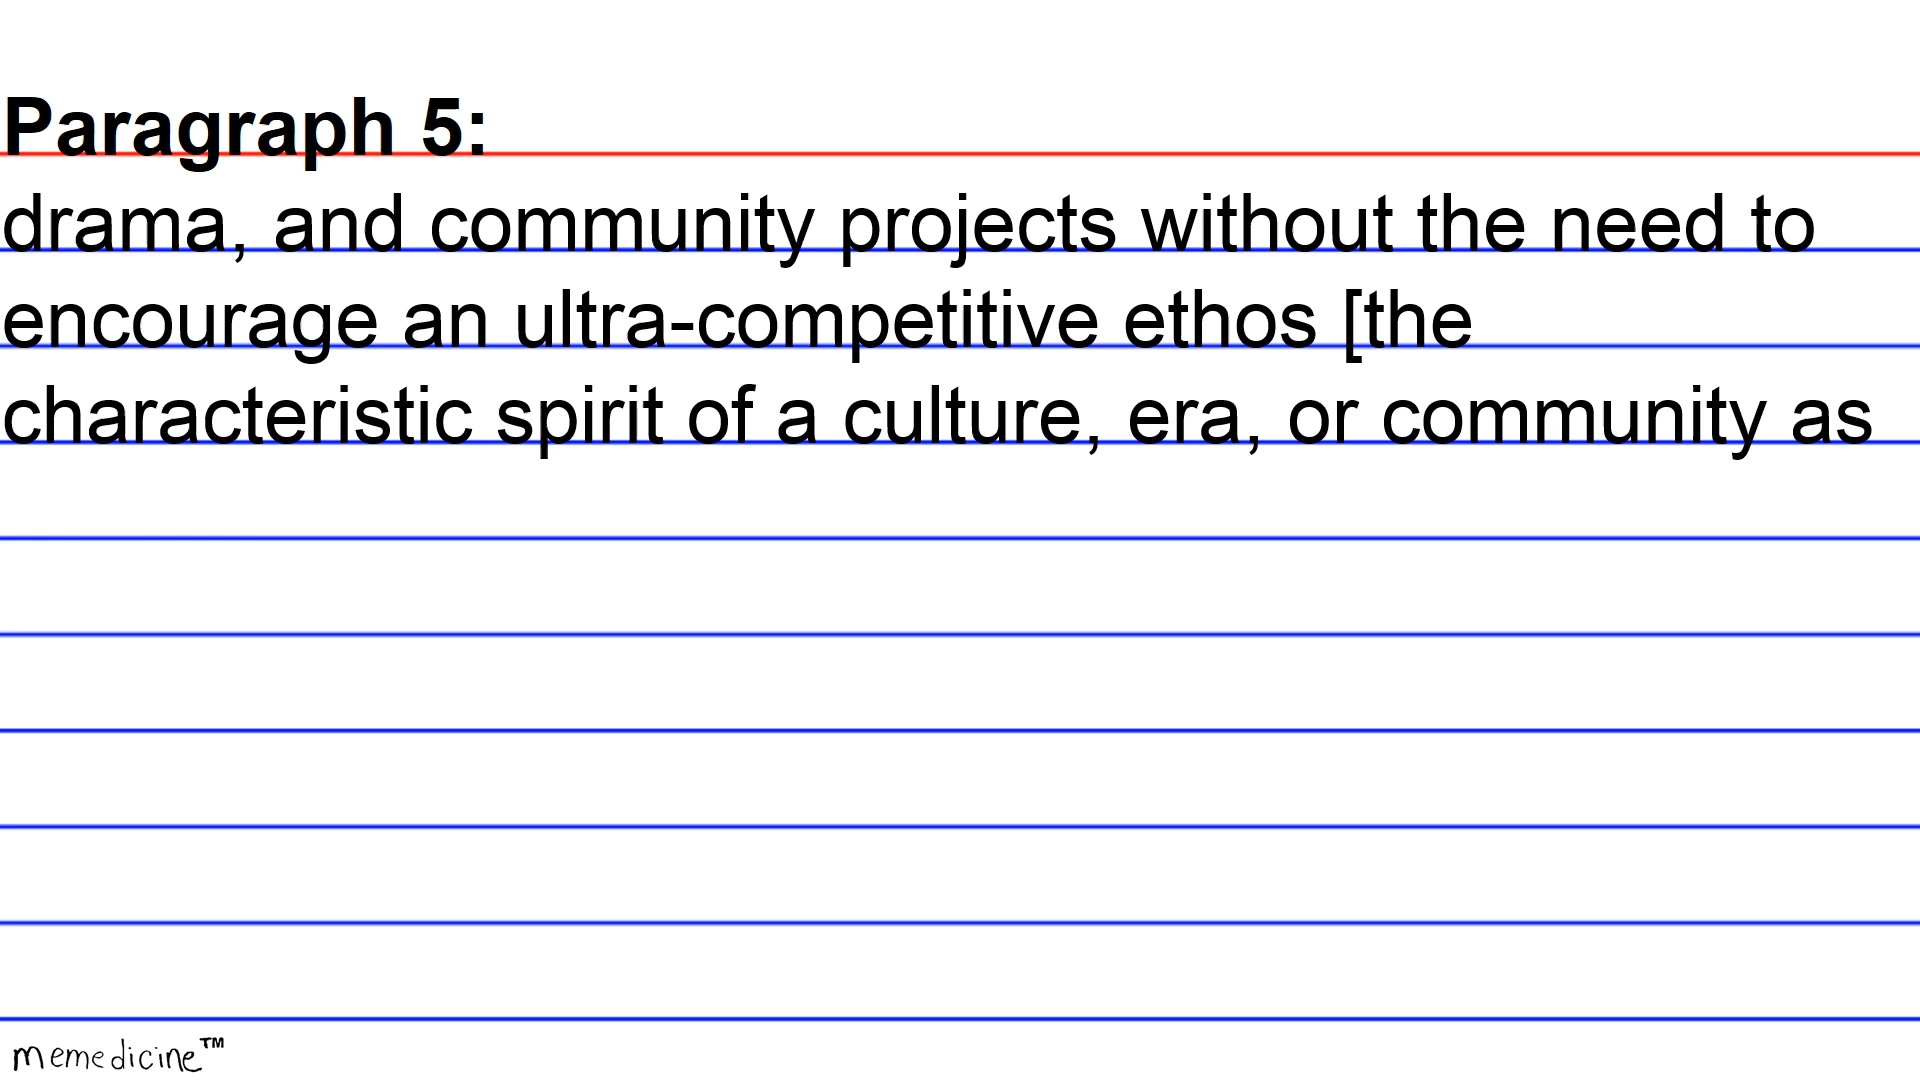 Paragraph 5:
drama, and community projects without the need to
encourage an ultra-competitive ethos [the
characteristic spirit of a culture, era, or community as
memedicine™